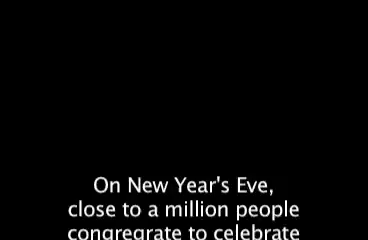 On New Year's Eve,
close to a million people
congregrate to celebrate